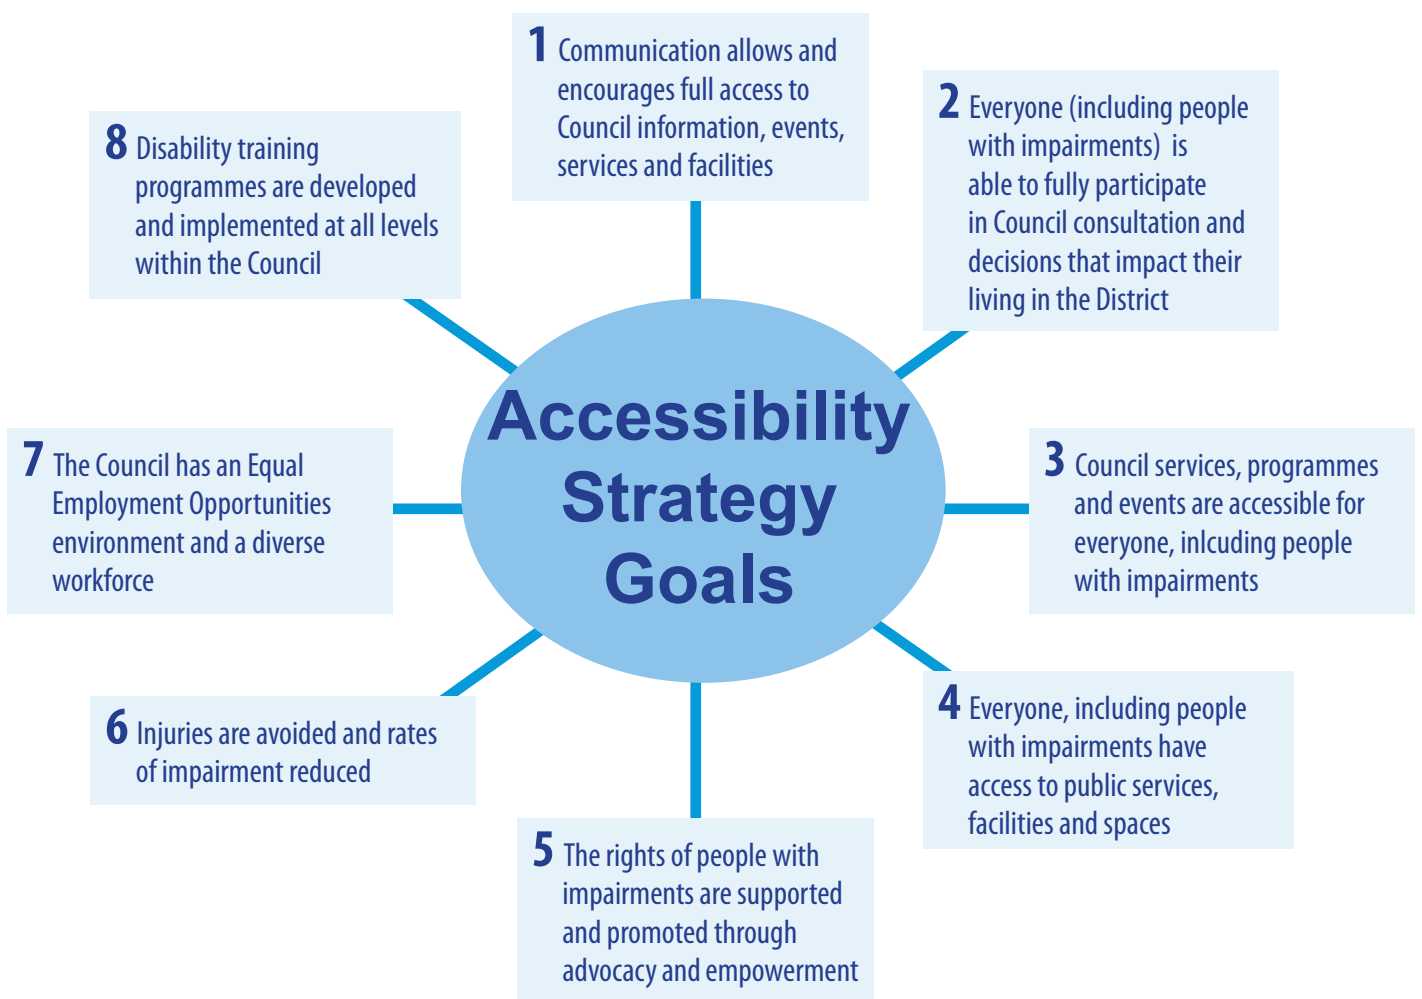 Accessibility
Strategy
Goals
1 Communication allows and
encourages full access to
Council information, events,
services and facilities
2 Everyone (including people
with impairments)  is
able to fully participate
in Council consultation and
decisions that impact their
living in the District
3 Council services, programmes
and events are accessible for
everyone, inlcuding people
with impairments
4 Everyone, including people
with impairments have
access to public services,
facilities and spaces
5 The rights of people with
impairments are supported
and promoted through
advocacy and empowerment
6 Injuries are avoided and rates
of impairment reduced
7 The Council has an Equal
Employment Opportunities
environment and a diverse
workforce
8 Disability training
programmes are developed
and implemented at all levels
within the Council